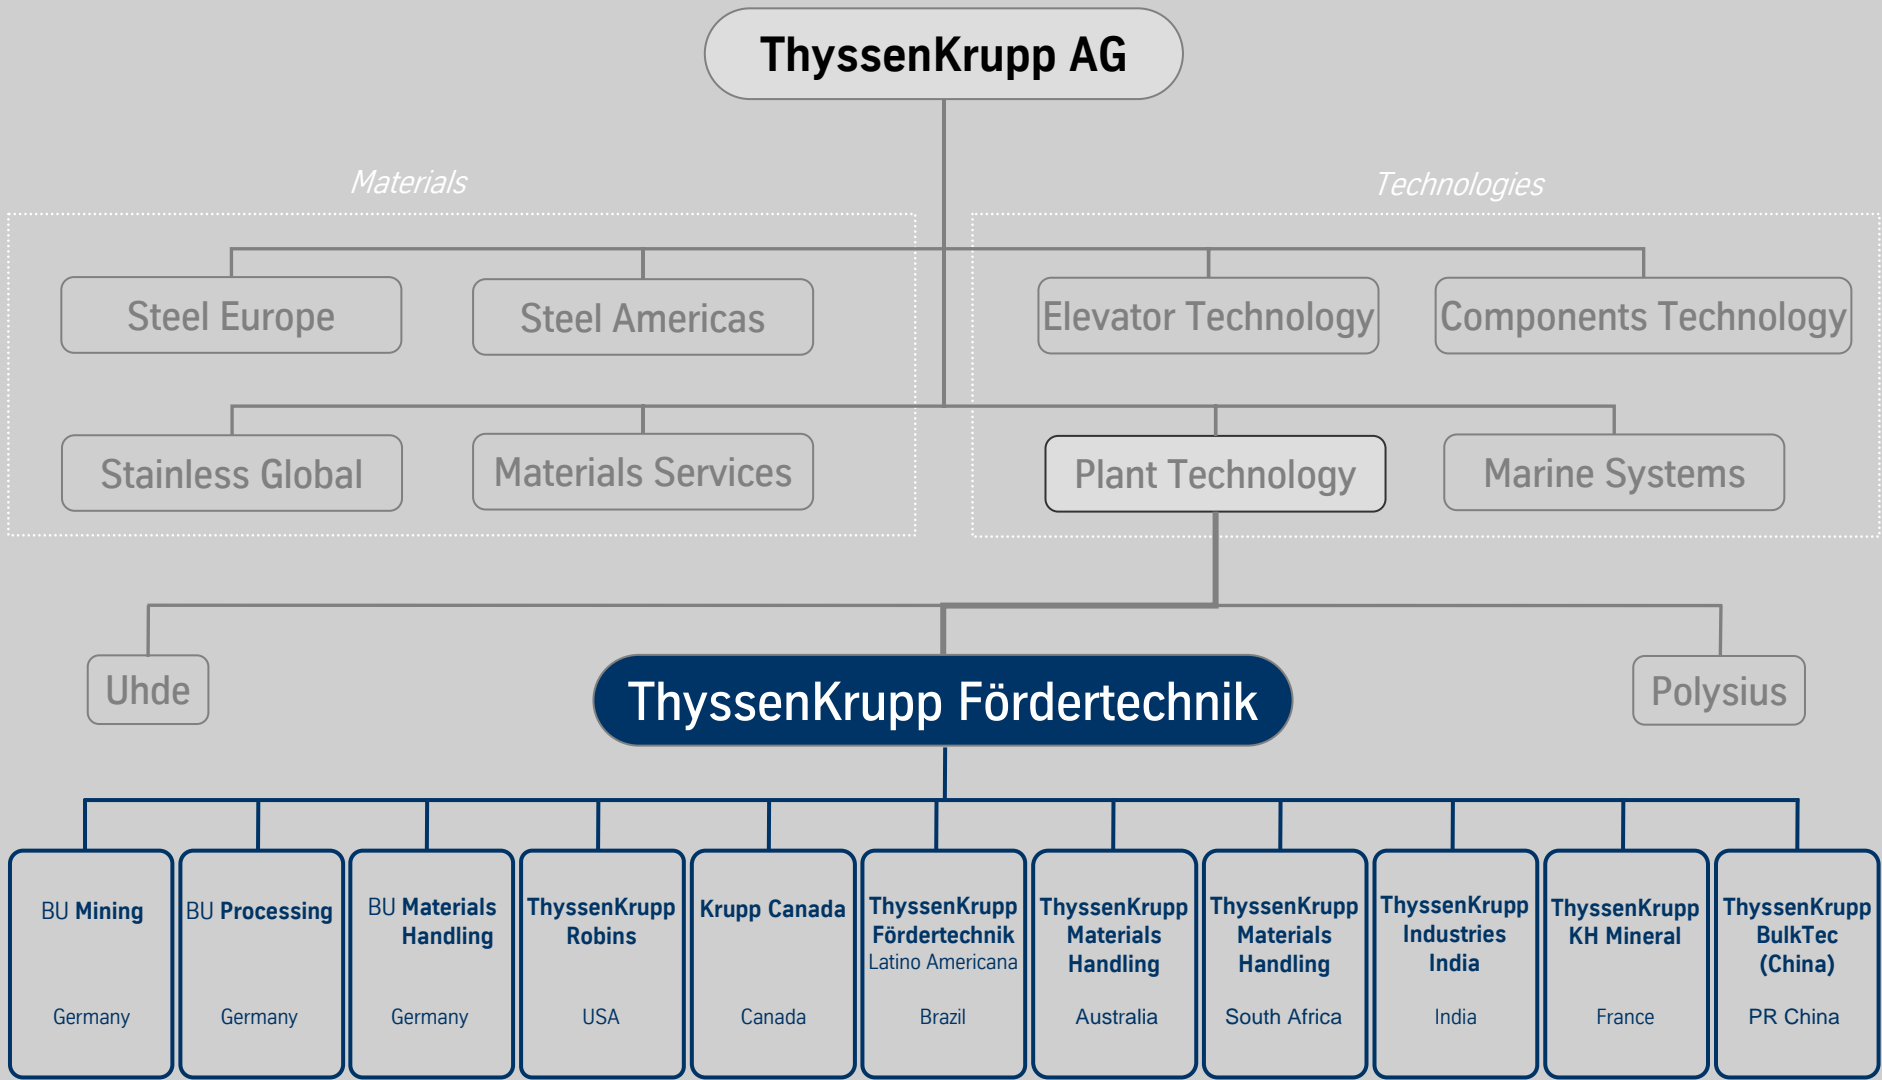 ThyssenKrupp AG
Materials
Technologies
Steel Europe
Steel Americas
Elevator Technology
Components Technology
Stainless Global
Materials Services
Plant Technology
Marine Systems
Uhde
ThyssenKrupp Fördertechnik
Polysius
BU Mining
Germany
BU Processing
Germany
BU Materials
Handling
Germany
ThyssenKrupp
Robins
USA
Krupp Canada
Canada
ThyssenKrupp
Fördertechnik
Latino Americana
Brazil
ThyssenKrupp
Materials
Handling
Australia
ThyssenKrupp
Materials
Handling
South Africa
ThyssenKrupp
Industries
India
India
ThyssenKrupp
KH Mineral
France
ThyssenKrupp
BulkTec
(China)
PR China